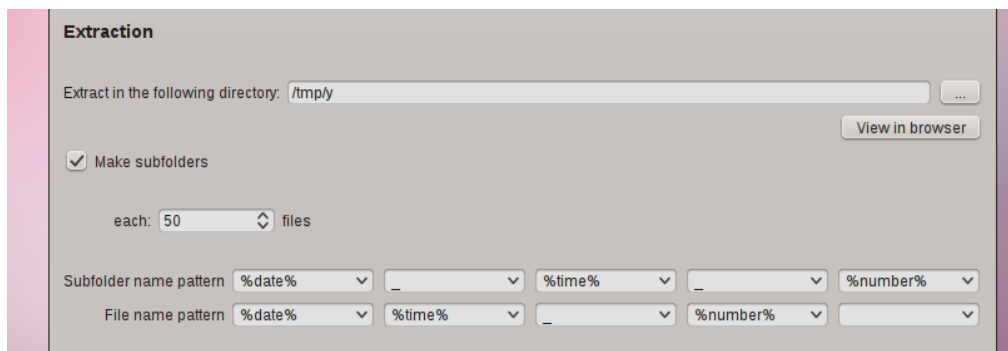 Extraction
Extract in the following directory: /tmp/y ...
View in browser
Make subfolders
each: 50 files
Subfolder name pattern %date% _ %time% _ %number%
File name pattern %date% %time% _ %number%